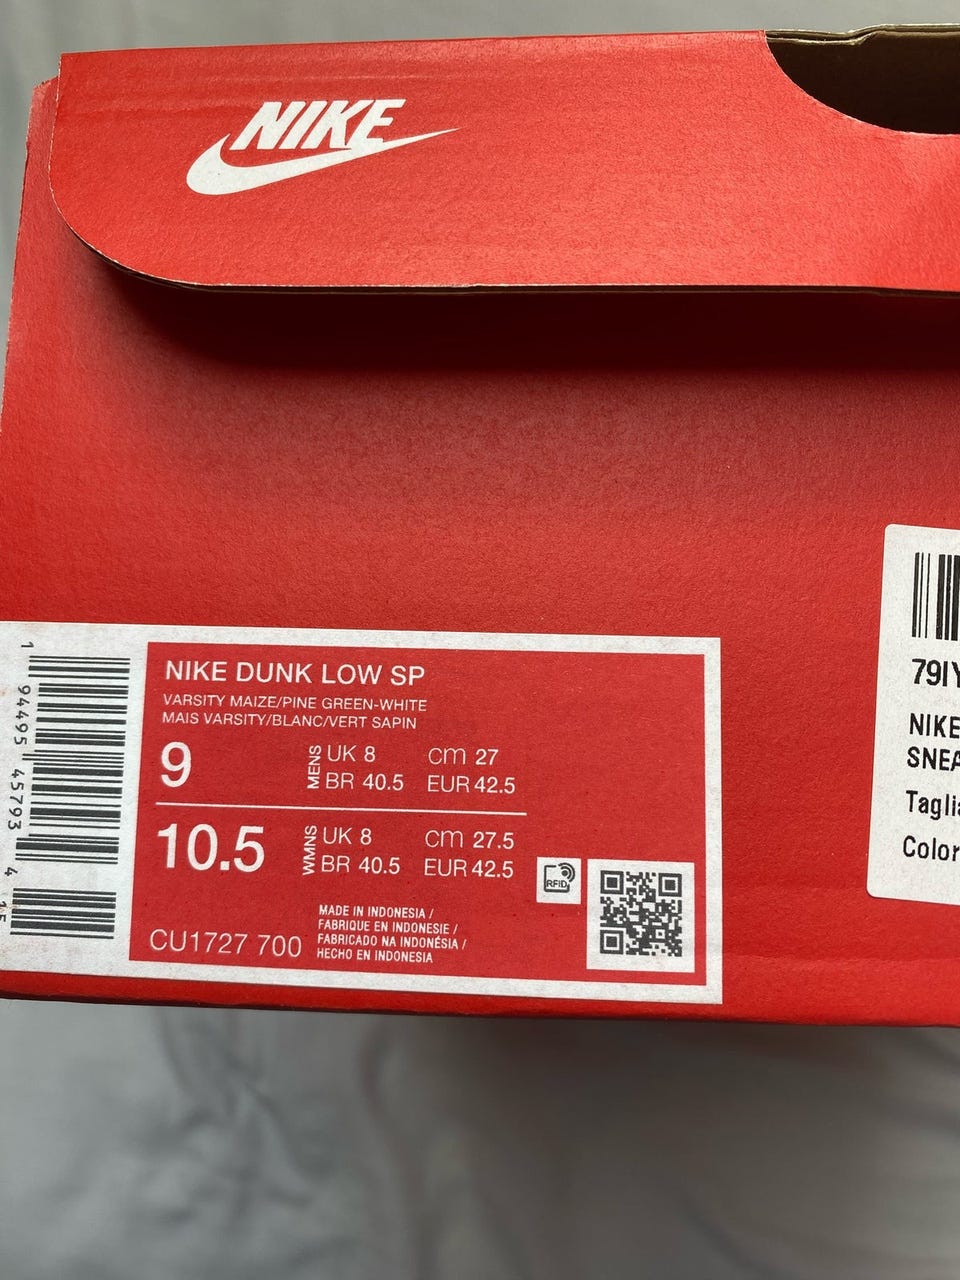 NIKE
NIKE DUNK LOW SP
VARSITY MAIZE/PINE GREEN-WHITE
MAIS VARSITY/BLANC/VERT SAPIN
9
MENS
UK 8 cm 27
BR 40.5 EUR 42.5
10.5
WMNS
UK 8 cm 27.5
BR 40.5 EUR 42.5
RFID
CU1727 700
MADE IN INDONESIA /
FABRIQUE EN INDONESIE /
FABRICADO NA INDONÉSIA /
HECHO EN INDONESIA
1 94495 45793 4 15
79IY
NIKE
SNEA
Taglia
Color